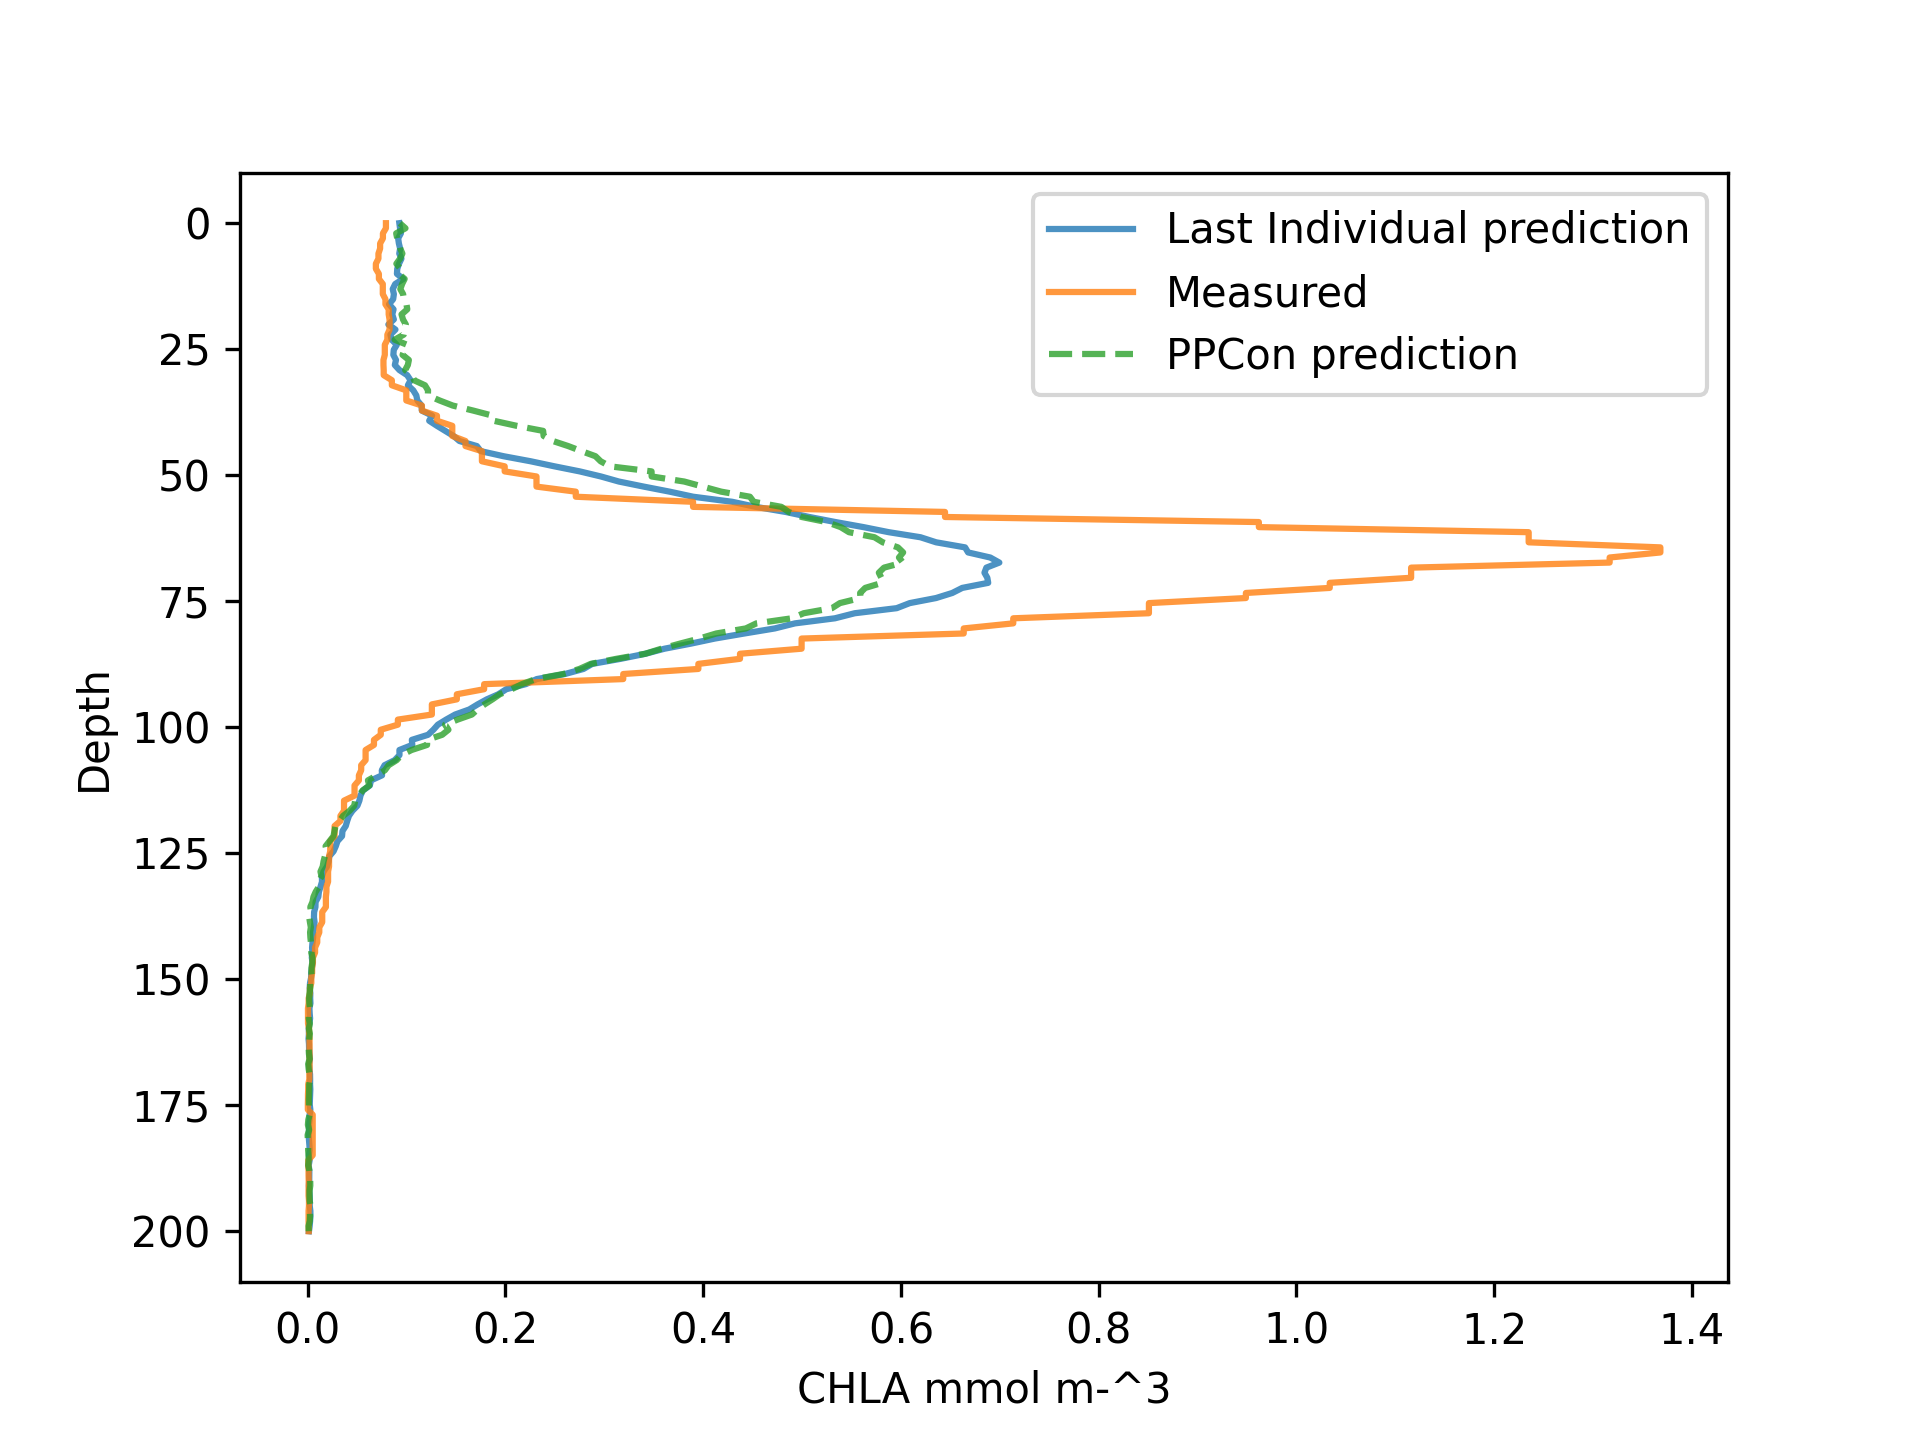 Last Individual prediction
Measured
PPCon prediction
0
25
50
75
100
125
150
175
200
Depth
0.0 0.2 0.4 0.6 0.8 1.0 1.2 1.4
CHLA mmol m-^3